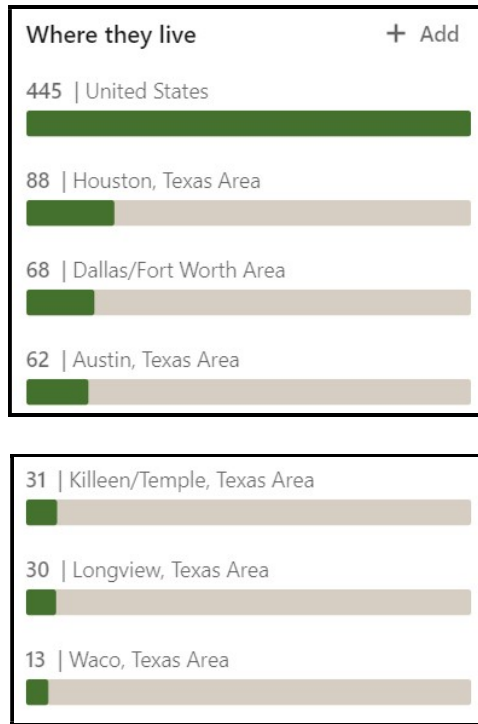 Where they live + Add
445 | United States
88 | Houston, Texas Area
68 | Dallas/Fort Worth Area
62 | Austin, Texas Area
31 | Killeen/Temple, Texas Area
30 | Longview, Texas Area
13 | Waco, Texas Area